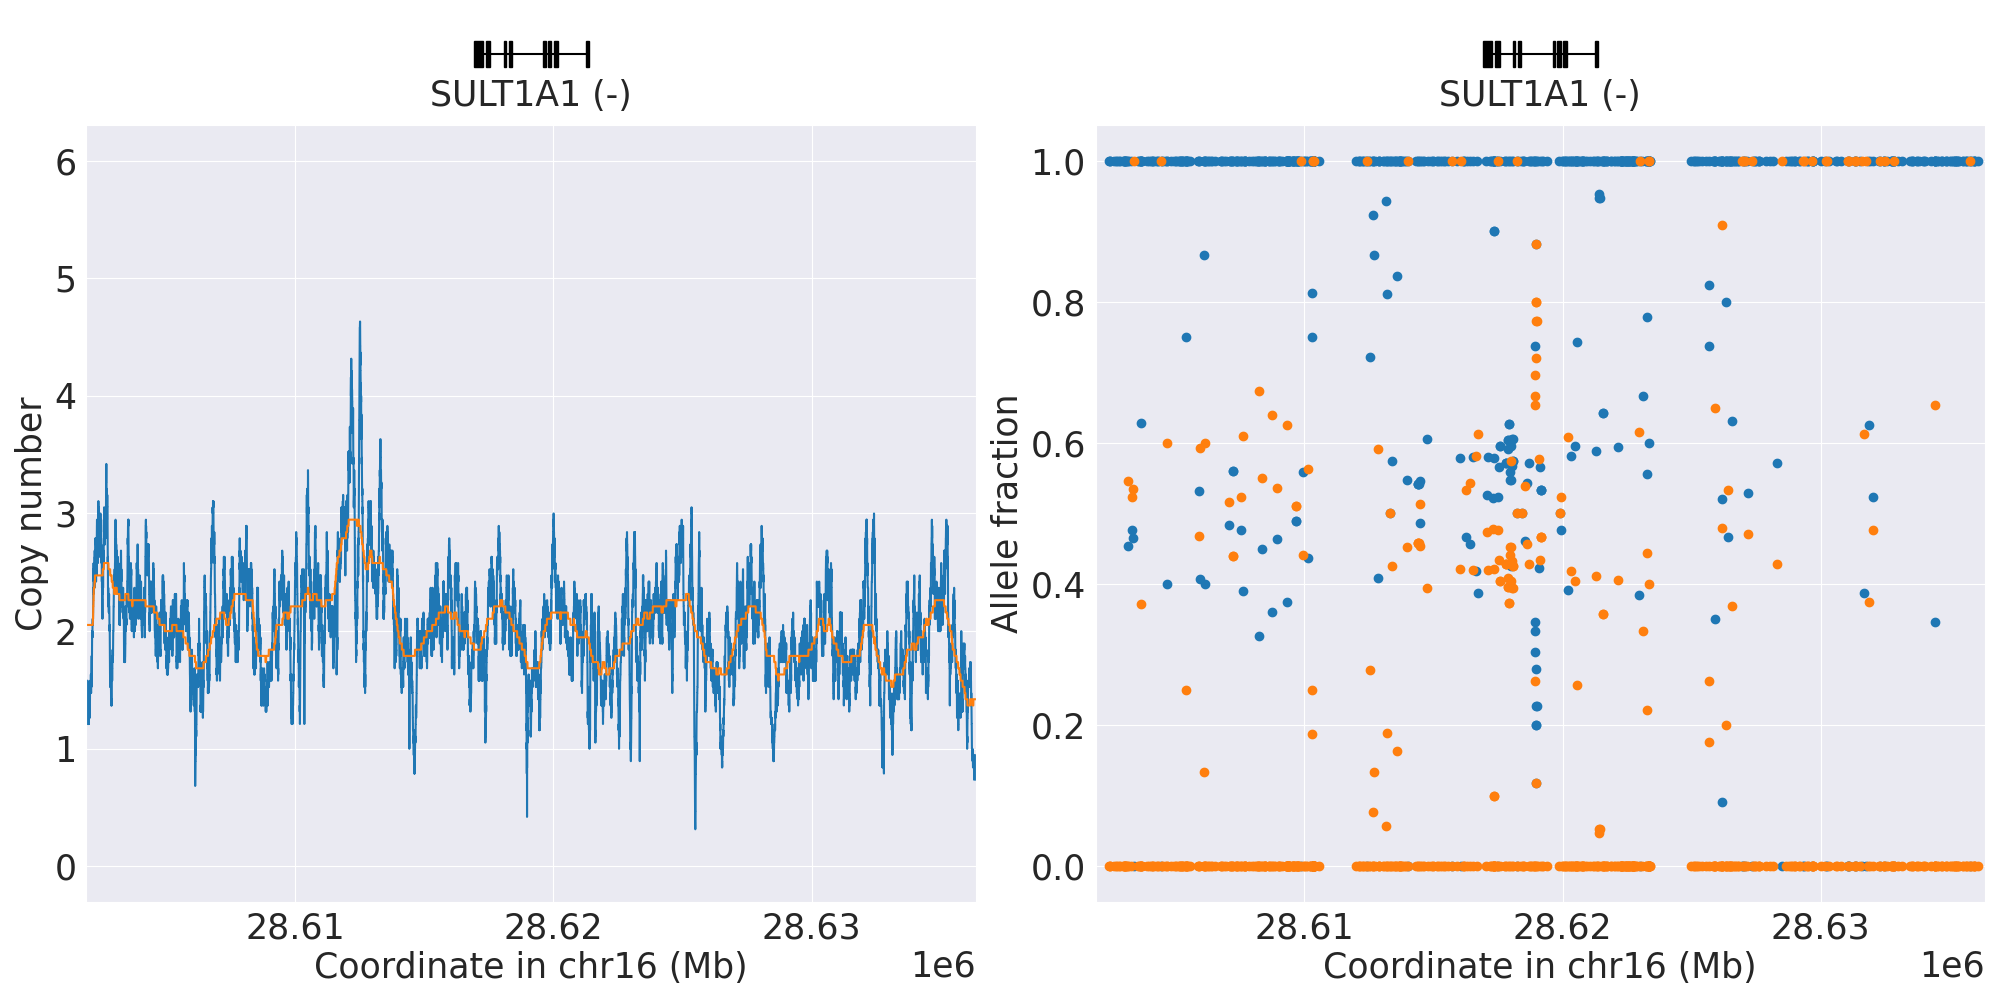 SULT1A1 (-)
6
5
4
3
2
1
0
Copy number
28.61
28.62
28.63
Coordinate in chr16 (Mb)
1e6
SULT1A1 (-)
1.0
0.8
0.6
0.4
0.2
0.0
Allele fraction
28.61
28.62
28.63
Coordinate in chr16 (Mb)
1e6